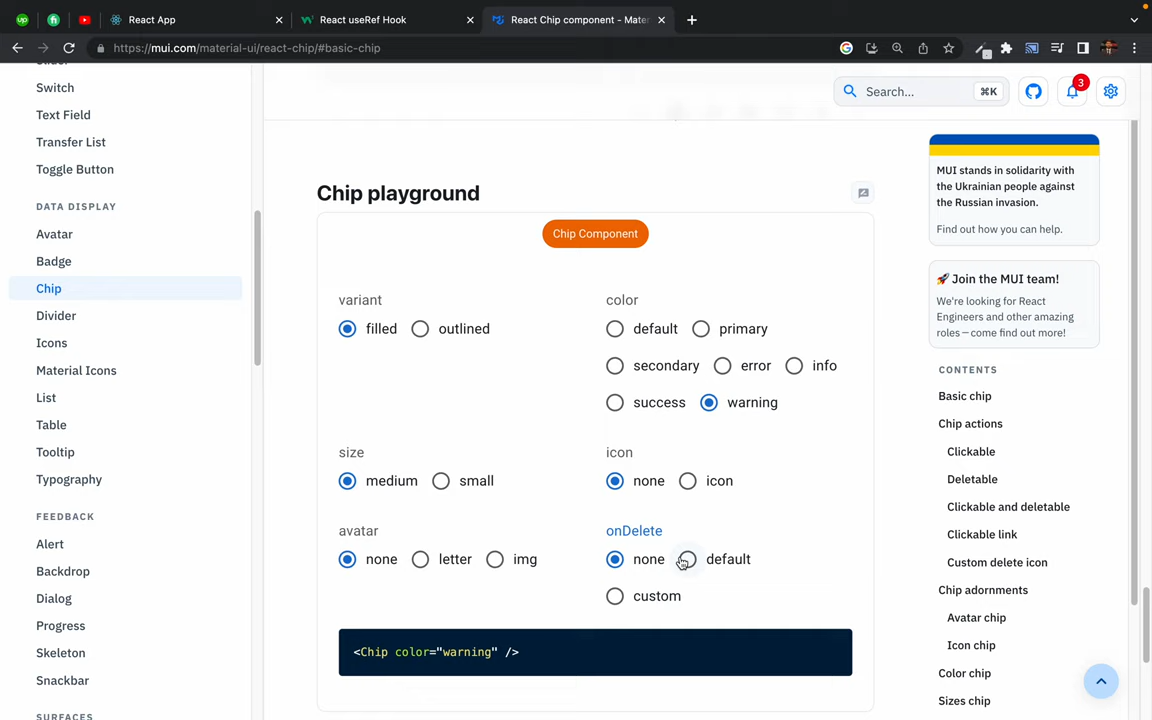 React App
React useRef Hook
React Chip component - Mater
https://mui.com/material-ui/react-chip/#basic-chip
Switch
Text Field
Transfer List
Toggle Button
DATA DISPLAY
Avatar
Badge
Chip
Divider
Icons
Material Icons
List
Table
Tooltip
Typography
FEEDBACK
Alert
Backdrop
Dialog
Progress
Skeleton
Snackbar
SURFACES
Search...
⌘K
3
Chip playground
Chip Component
variant
filled
outlined
color
default
primary
secondary
error
info
success
warning
size
medium
small
icon
none
icon
avatar
none
letter
img
onDelete
none
default
custom
<Chip color="warning" />
MUI stands in solidarity with
the Ukrainian people against
the Russian invasion.
Find out how you can help.
🚀 Join the MUI team!
We're looking for React
Engineers and other amazing
roles – come find out more!
CONTENTS
Basic chip
Chip actions
Clickable
Deletable
Clickable and deletable
Clickable link
Custom delete icon
Chip adornments
Avatar chip
Icon chip
Color chip
Sizes chip